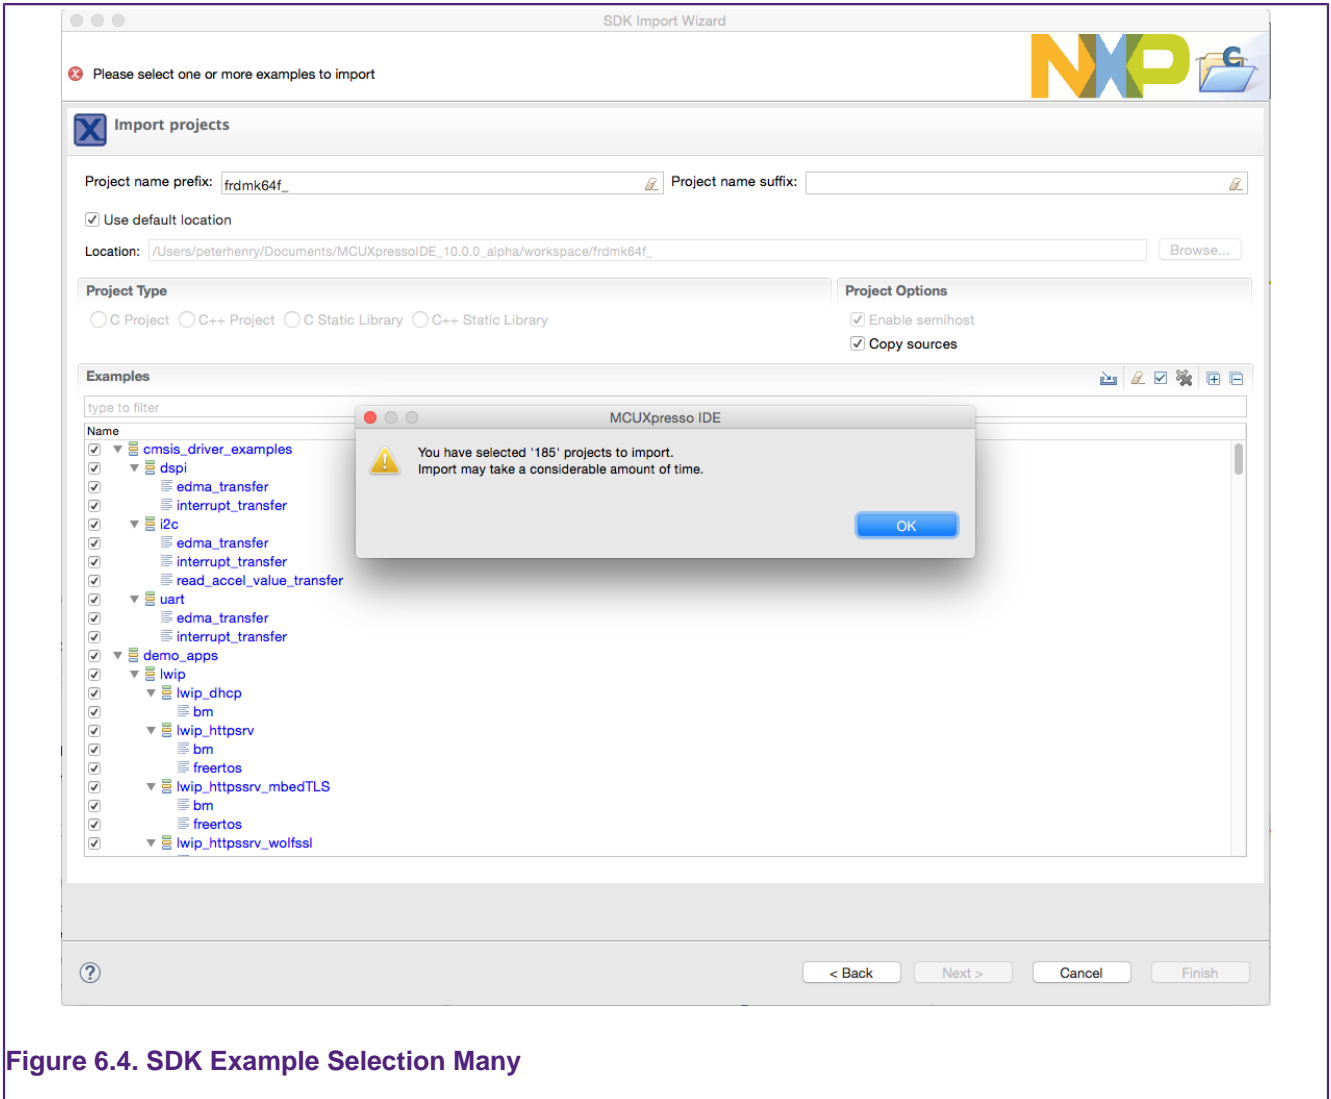 SDK Import Wizard
Please select one or more examples to import
NXP
C
X
Import projects
Project name prefix: frdmk64f_ Project name suffix:
Use default location
Location: /Users/peterhenry/Documents/MCUXpressoIDE_10.0.0_alpha/workspace/frdmk64f_ Browse...
Project Type Project Options
C Project C++ Project C Static Library C++ Static Library Enable semihost
Copy sources
Examples
type to filter
MCUXpresso IDE
You have selected '185' projects to import.
Import may take a considerable amount of time.
OK
Name
cmsis_driver_examples
dspi
edma_transfer
interrupt_transfer
i2c
edma_transfer
interrupt_transfer
read_accel_value_transfer
uart
edma_transfer
interrupt_transfer
demo_apps
lwip
lwip_dhcp
bm
lwip_httpsrv
bm
freertos
lwip_httpssrv_mbedTLS
bm
freertos
lwip_httpssrv_wolfssl
? < Back Next > Cancel Finish
Figure 6.4. SDK Example Selection Many